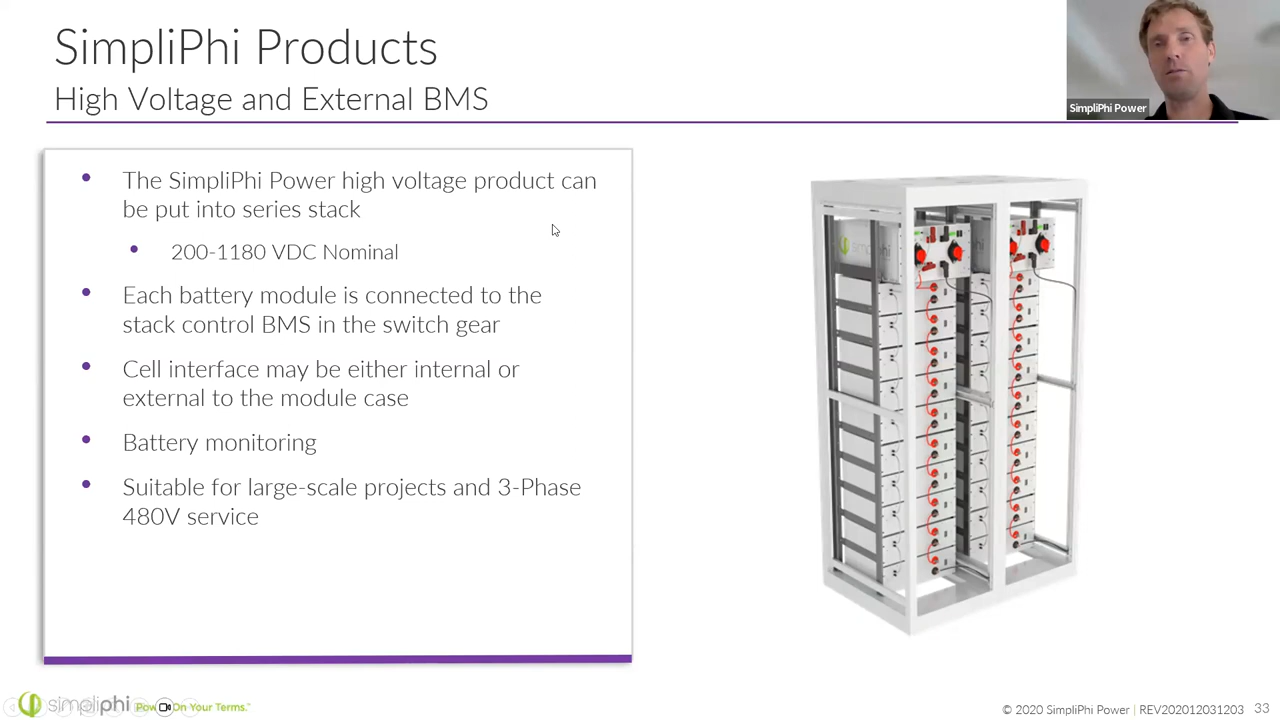 SimpliPhi Products
High Voltage and External BMS
SimpliPhi Power
The SimpliPhi Power high voltage product can
be put into series stack
200-1180 VDC Nominal
Each battery module is connected to the
stack control BMS in the switch gear
Cell interface may be either internal or
external to the module case
Battery monitoring
Suitable for large-scale projects and 3-Phase
480V service
simpliphi Power On Your Terms.™
© 2020 SimpliPhi Power | REV202012031203 33